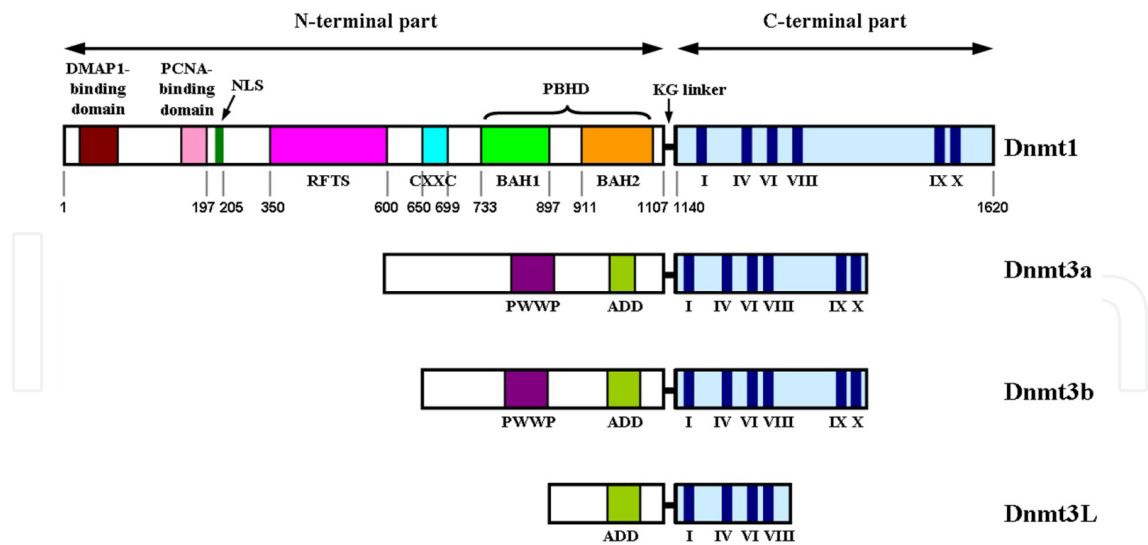 N-terminal part C-terminal part
DMAP1-
binding
domain
PCNA-
binding
domain
NLS
PBHD
KG linker
Dnmt1
RFTS CXXC BAH1 BAH2 I IV VI VIII IX X
1 197 205 350 600 650 699 733 897 911 1107 1140 1620
Dnmt3a
PWWP ADD I IV VI VIII IX X
Dnmt3b
PWWP ADD I IV VI VIII IX X
Dnmt3L
ADD I IV VI VIII